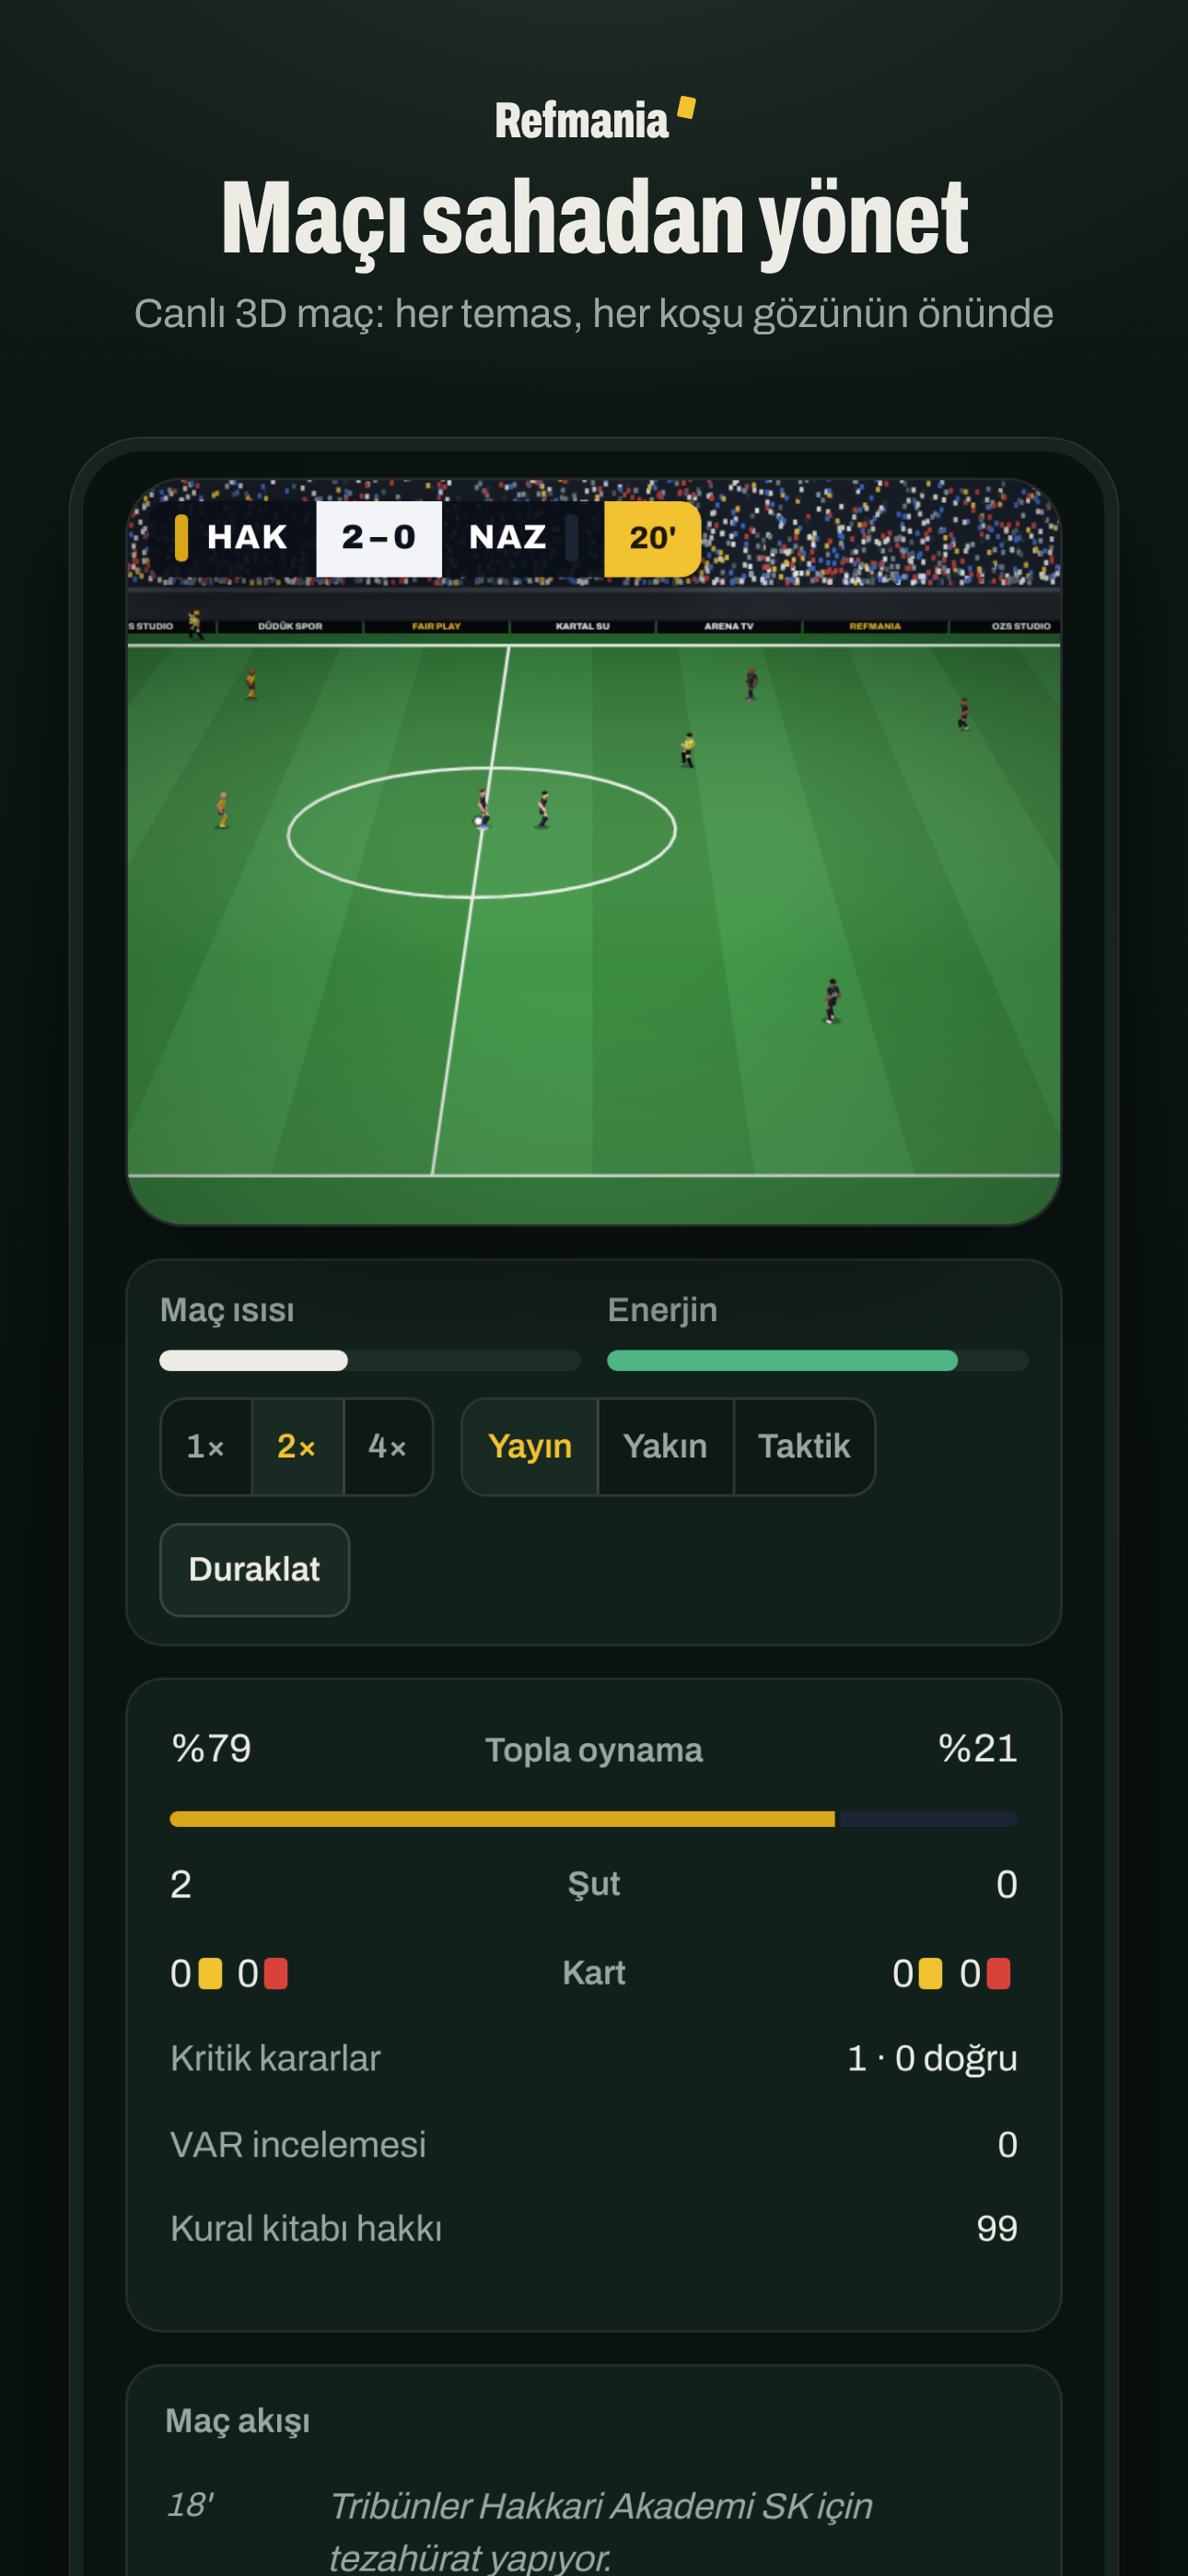 Refmania
Maçı sahadan yönet
Canlı 3D maç: her temas, her koşu gözünün önünde
HAK 2–0 NAZ 20'
S STUDIO DÜDÜK SPOR FAIR PLAY KARTAL SU ARENA TV REFMANIA OZS STUDIO
Maç ısısı Enerjin
1× 2× 4× Yayın Yakın Taktik
Duraklat
%79 Topla oynama %21
2 Şut 0
0 0 Kart 0 0
Kritik kararlar 1 · 0 doğru
VAR incelemesi 0
Kural kitabı hakkı 99
Maç akışı
18' Tribünler Hakkari Akademi SK için
tezahürat yapıyor.